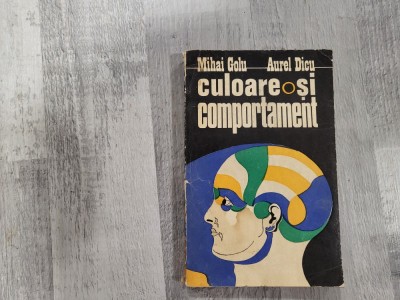 Mihai Golu Aurel Dicu
culoare și
comportament